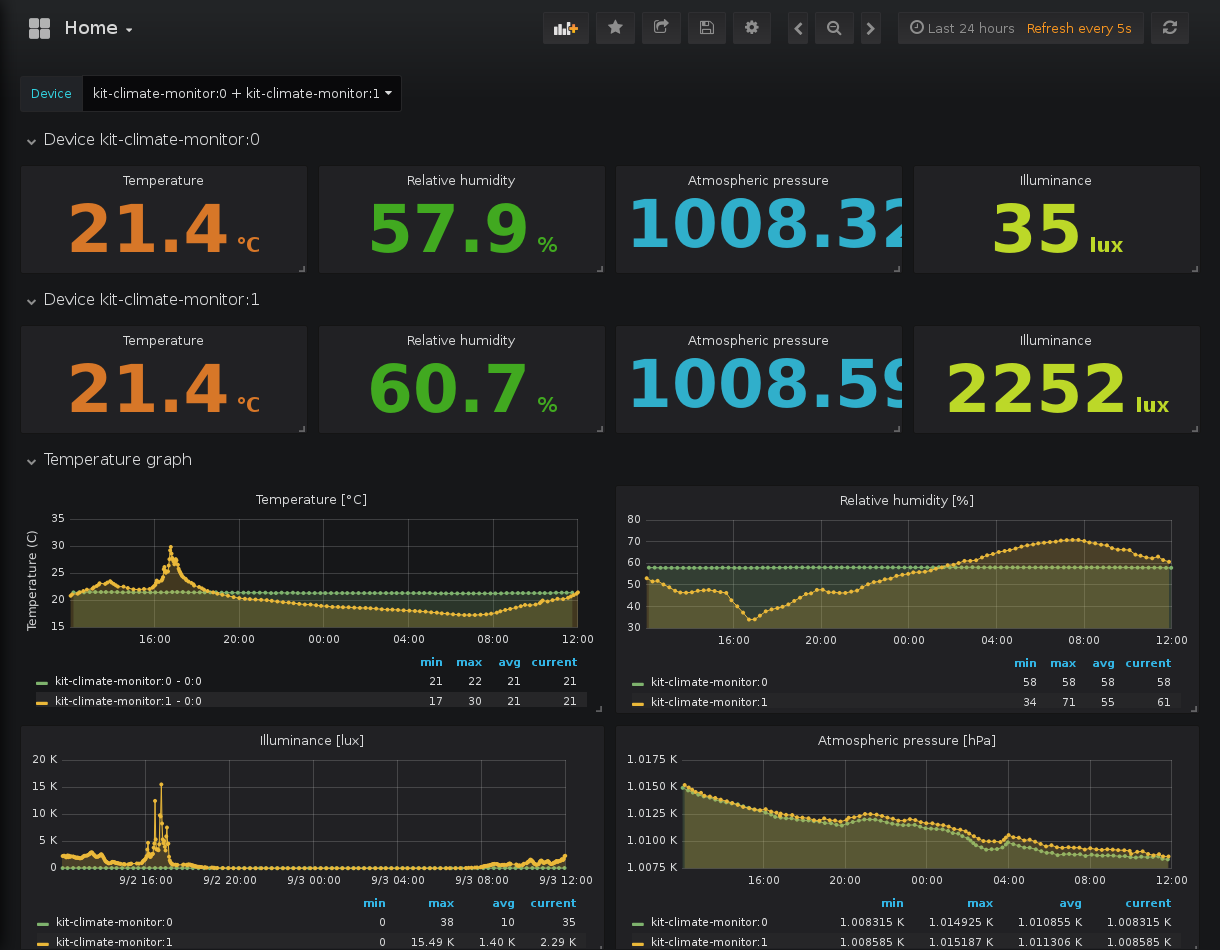 Home
Last 24 hours Refresh every 5s
Device kit-climate-monitor:0 + kit-climate-monitor:1
Device kit-climate-monitor:0
Temperature Relative humidity Atmospheric pressure Illuminance
21.4 °C 57.9 % 1008.32 35 lux
Device kit-climate-monitor:1
Temperature Relative humidity Atmospheric pressure Illuminance
21.4 °C 60.7 % 1008.59 2252 lux
Temperature graph
Temperature [°C]
Temperature (C)
35
30
25
20
15
16:00 20:00 00:00 04:00 08:00 12:00
min max avg current
kit-climate-monitor:0 - 0:0 21 22 21 21
kit-climate-monitor:1 - 0:0 17 30 21 21
Relative humidity [%]
80
70
60
50
40
30
16:00 20:00 00:00 04:00 08:00 12:00
min max avg current
kit-climate-monitor:0 58 58 58 58
kit-climate-monitor:1 34 71 55 61
Illuminance [lux]
20 K
15 K
10 K
5 K
0
9/2 16:00 9/2 20:00 9/3 00:00 9/3 04:00 9/3 08:00 9/3 12:00
min max avg current
kit-climate-monitor:0 0 38 10 35
kit-climate-monitor:1 0 15.49 K 1.40 K 2.29 K
Atmospheric pressure [hPa]
1.0175 K
1.0150 K
1.0125 K
1.0100 K
1.0075 K
16:00 20:00 00:00 04:00 08:00 12:00
min max avg current
kit-climate-monitor:0 1.008315 K 1.014925 K 1.010855 K 1.008315 K
kit-climate-monitor:1 1.008585 K 1.015187 K 1.011306 K 1.008585 K